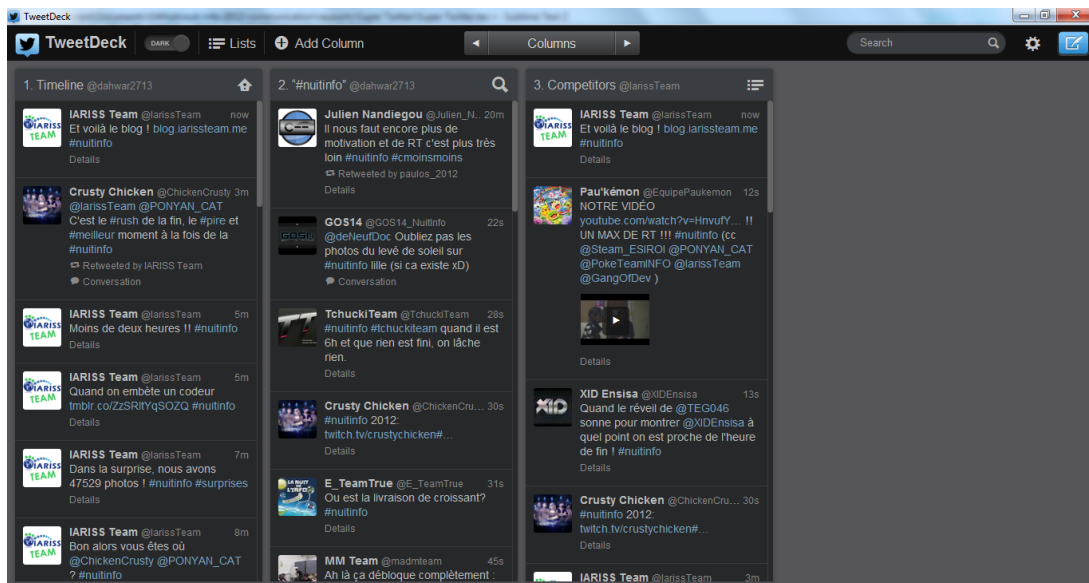 TweetDeck
TweetDeck
DARK
Lists
Add Column
Columns
Search
1. Timeline @dahwar2713
IARISS Team @IarissTeam now
Et voilà le blog ! blog.iarissteam.me
#nuitinfo
Details
Crusty Chicken @ChickenCrusty 3m
@IarissTeam @PONYAN_CAT
C'est le #rush de la fin, le #pire et
#meilleur moment à la fois de la
#nuitinfo
Retweeted by IARISS Team
Conversation
IARISS Team @IarissTeam 5m
Moins de deux heures !! #nuitinfo
Details
IARISS Team @IarissTeam 5m
Quand on embète un codeur
tmblr.co/ZzSRltYqSOZQ #nuitinfo
Details
IARISS Team @IarissTeam 7m
Dans la surprise, nous avons
47529 photos ! #nuitinfo #surprises
Details
IARISS Team @IarissTeam 8m
Bon alors vous êtes où
@ChickenCrusty @PONYAN_CAT
? #nuitinfo
2. "#nuitinfo" @dahwar2713
Julien Nandiegou @Julien_N.. 20m
Il nous faut encore plus de
motivation et de RT c'est plus très
loin #nuitinfo #cmoinsmoins
Retweeted by paulos_2012
Details
GOS14 @GOS14_NuitInfo 22s
@deNeufDoc Oubliez pas les
photos du levé de soleil sur
#nuitinfo lille (si ca existe xD)
Conversation
TchuckiTeam @TchuckiTeam 28s
#nuitinfo #tchuckiteam quand il est
6h et que rien est fini, on lâche
rien.
Details
Crusty Chicken @ChickenCru... 30s
#nuitinfo 2012:
twitch.tv/crustychicken#...
Details
E_TeamTrue @E_TeamTrue 31s
Ou est la livraison de croissant?
#nuitinfo
Details
MM Team @madmteam 45s
Ah là ça débloque complètement :
3. Competitors @IarissTeam
IARISS Team @IarissTeam now
Et voilà le blog ! blog.iarissteam.me
#nuitinfo
Details
Pau'kémon @EquipePaukemon 12s
NOTRE VIDÉO
youtube.com/watch?v=HnvufY... !!
UN MAX DE RT !!! #nuitinfo (cc
@Steam_ESIROI @PONYAN_CAT
@PokeTeamINFO @IarissTeam
@GangOfDev )
Details
XID Ensisa @XIDEnsisa 13s
Quand le réveil de @TEG046
sonne pour montrer @XIDEnsisa à
quel point on est proche de l'heure
de fin ! #nuitinfo
Details
Crusty Chicken @ChickenCru... 30s
#nuitinfo 2012:
twitch.tv/crustychicken#...
Details
IARISS Team @IarissTeam 3m